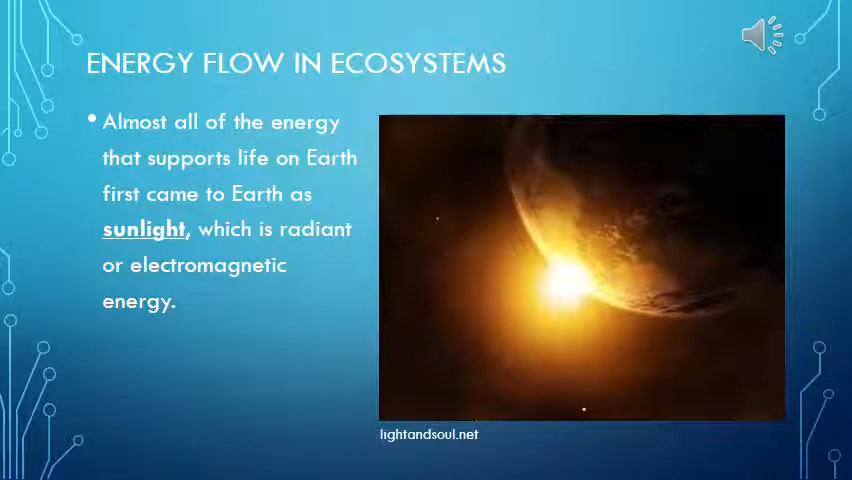 ENERGY FLOW IN ECOSYSTEMS
• Almost all of the energy
that supports life on Earth
first came to Earth as
sunlight, which is radiant
or electromagnetic
energy.
lightandsoul.net